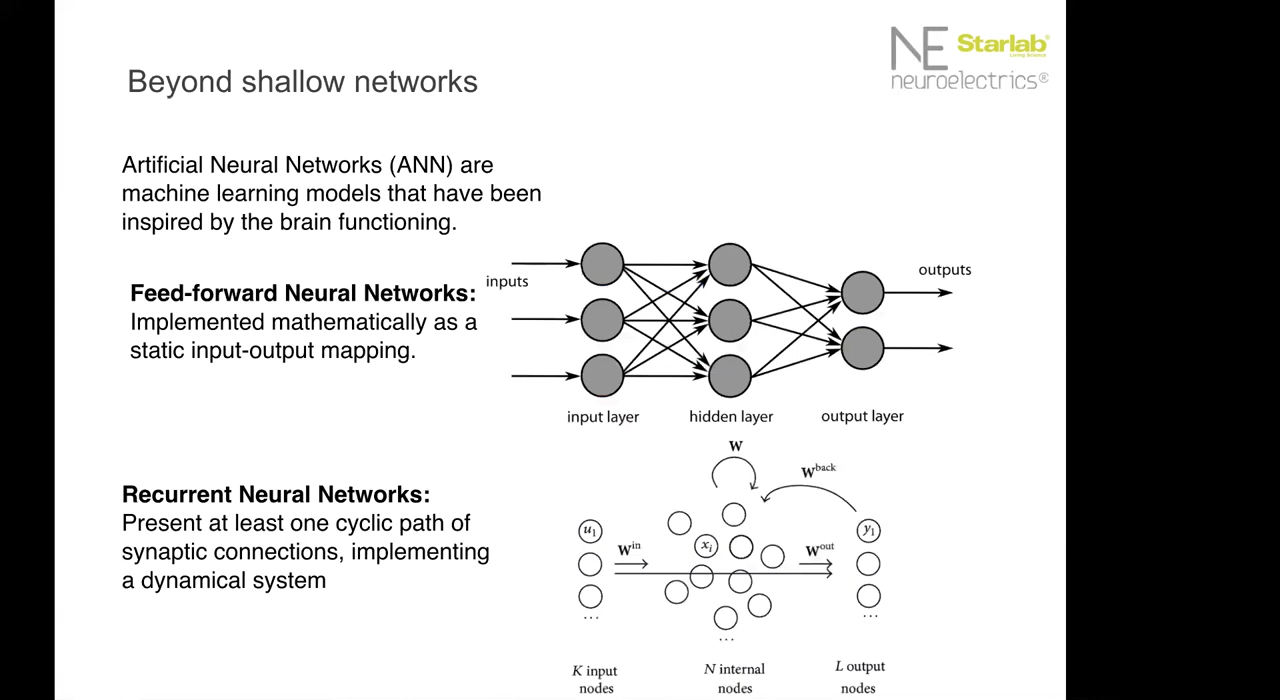 NE Starlab®
Living Science
neuroelectrics®
Beyond shallow networks
Artificial Neural Networks (ANN) are
machine learning models that have been
inspired by the brain functioning.
Feed-forward Neural Networks:
Implemented mathematically as a
static input-output mapping.
inputs
outputs
input layer
hidden layer
output layer
Recurrent Neural Networks:
Present at least one cyclic path of
synaptic connections, implementing
a dynamical system
W
W^back
u₁
W^in
xᵢ
W^out
y₁
...
...
...
K input
nodes
N internal
nodes
L output
nodes